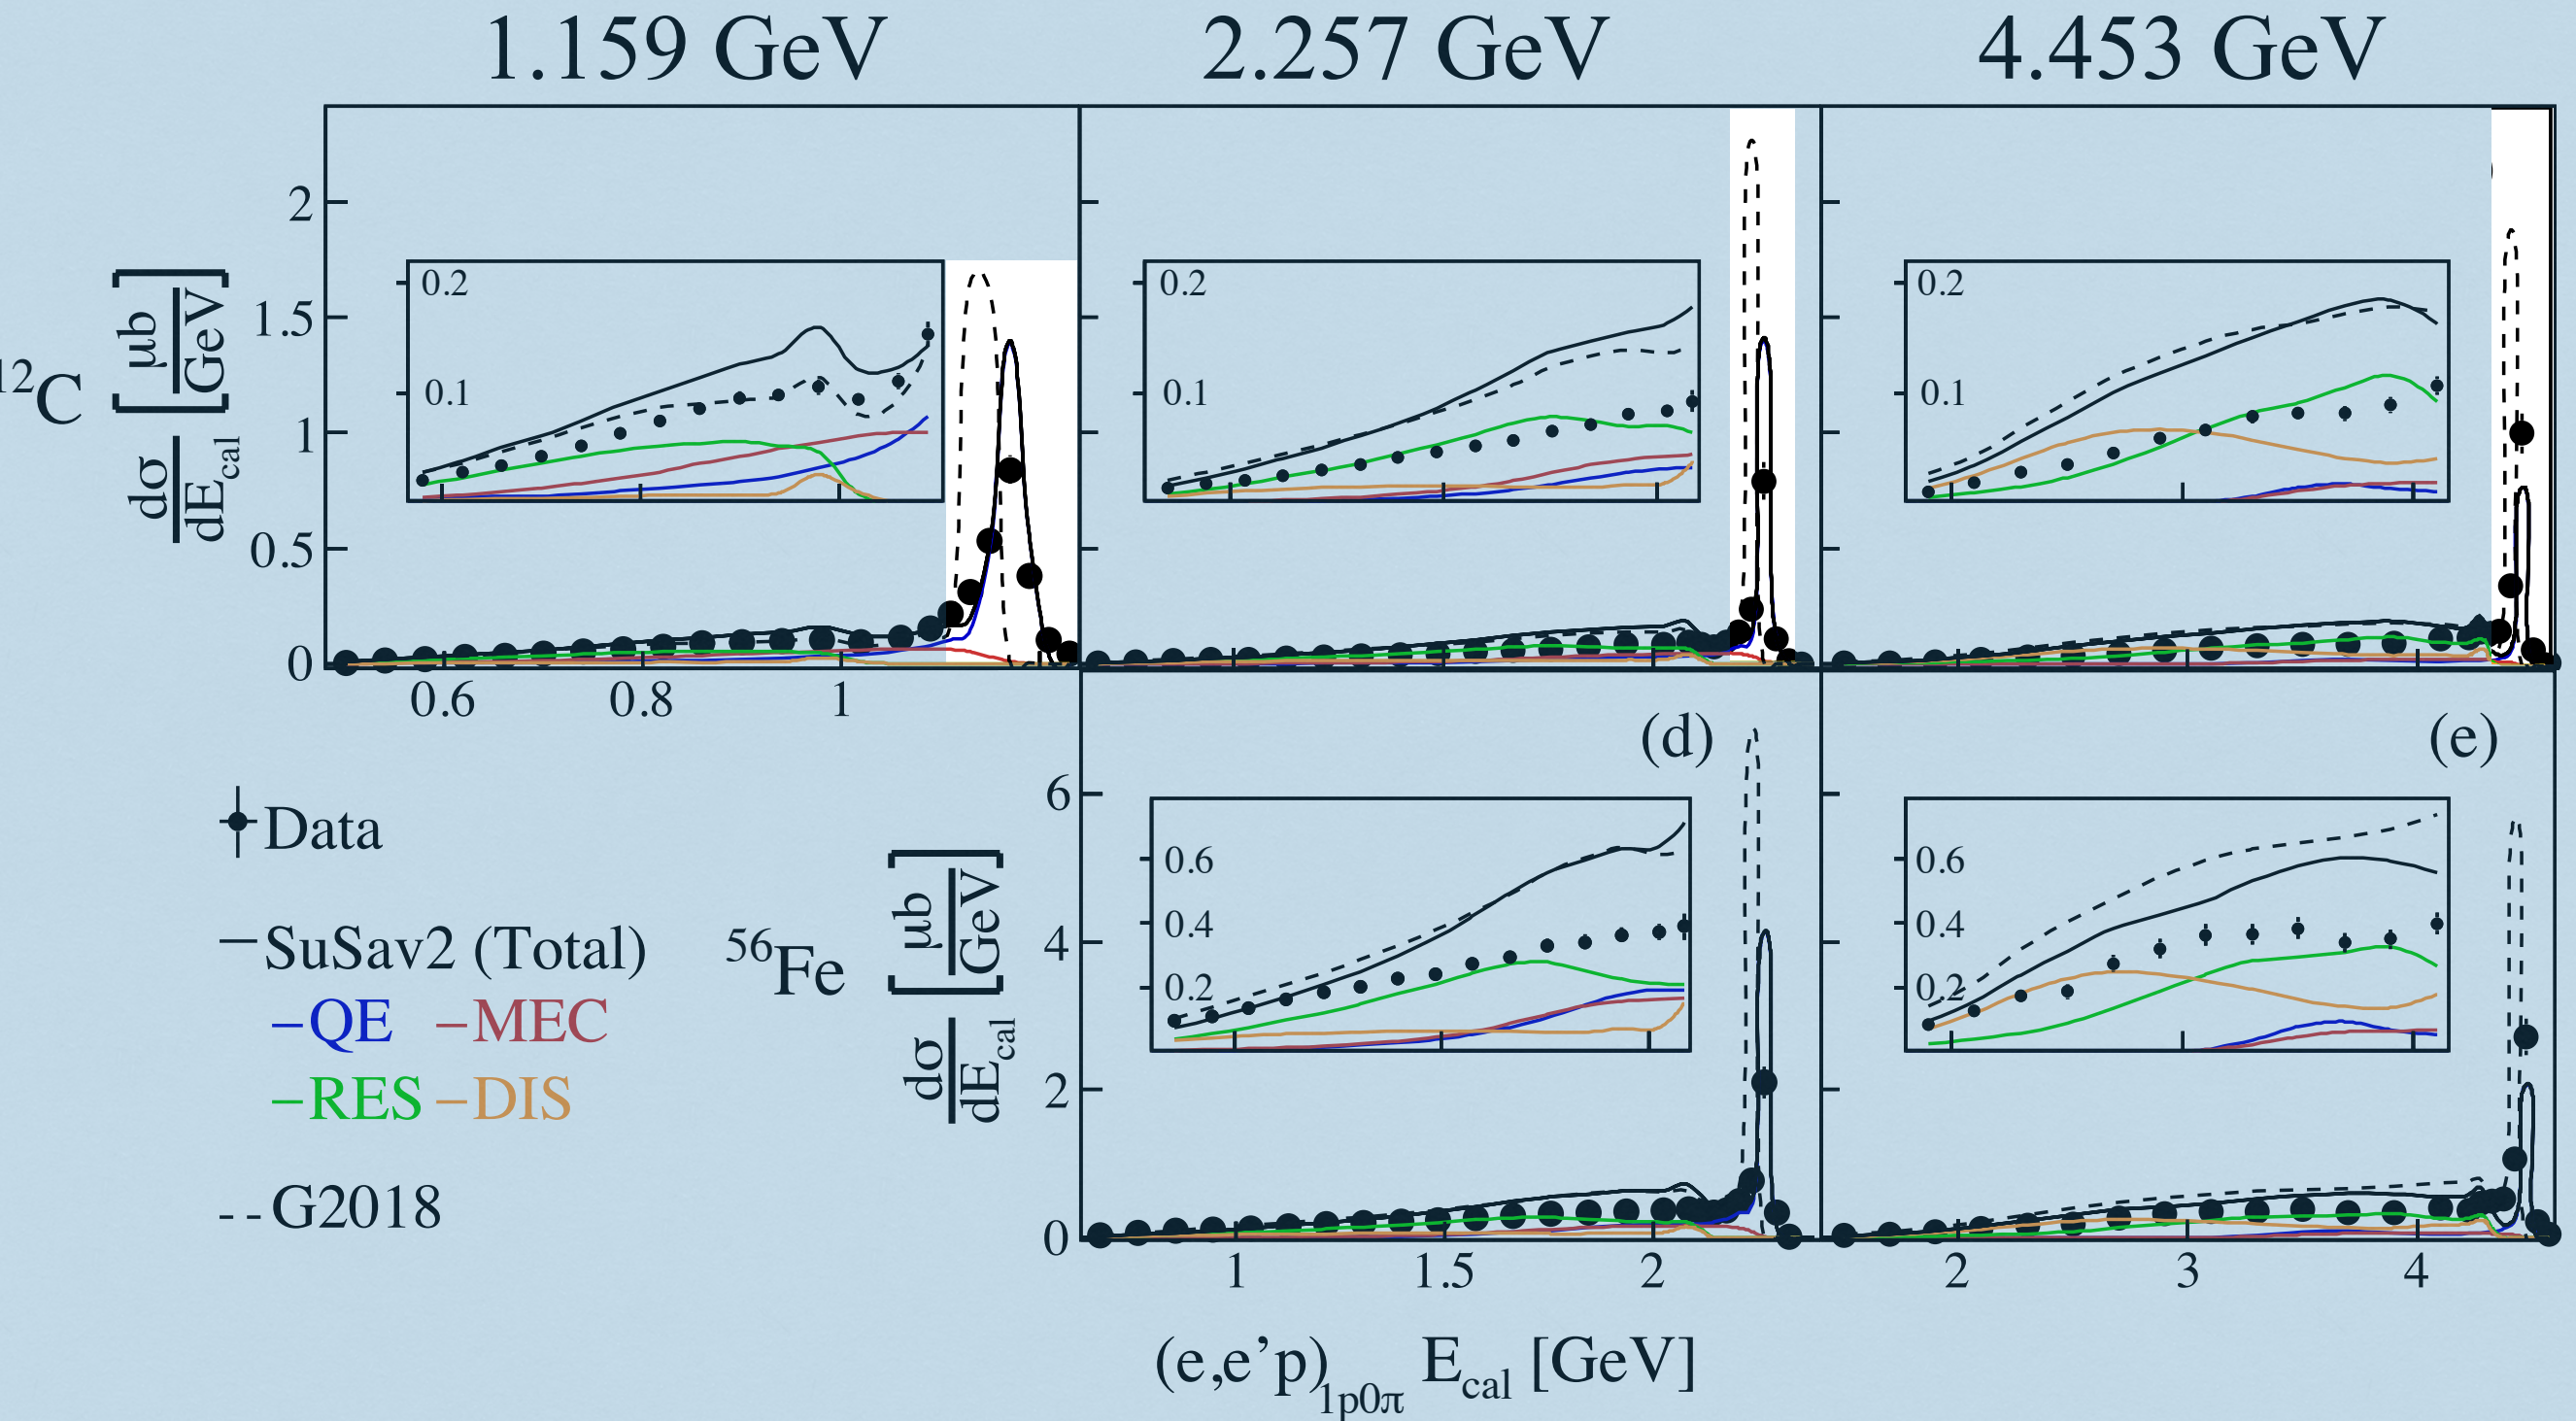 1.159 GeV 2.257 GeV 4.453 GeV
12C
dσ/dEcal [μb/GeV]
2
1.5
1
0.5
0
0.2
0.1
0.2
0.1
0.2
0.1
0.6 0.8 1
(d) (e)
Data
SuSav2 (Total)
QE MEC
RES DIS
G2018
56Fe
dσ/dEcal [μb/GeV]
6
4
2
0
0.6
0.4
0.2
0.6
0.4
0.2
1 1.5 2 2 3 4
(e,e’p)1p0π Ecal [GeV]